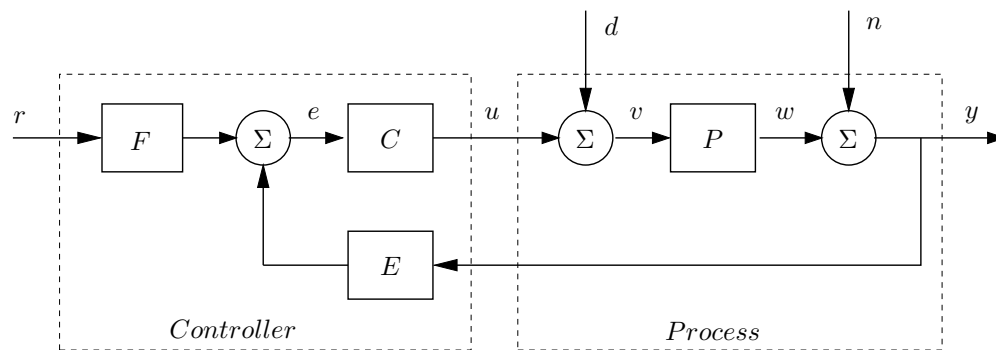 d
n
r
F
Σ
e
C
u
Σ
v
P
w
Σ
y
E
Controller
Process